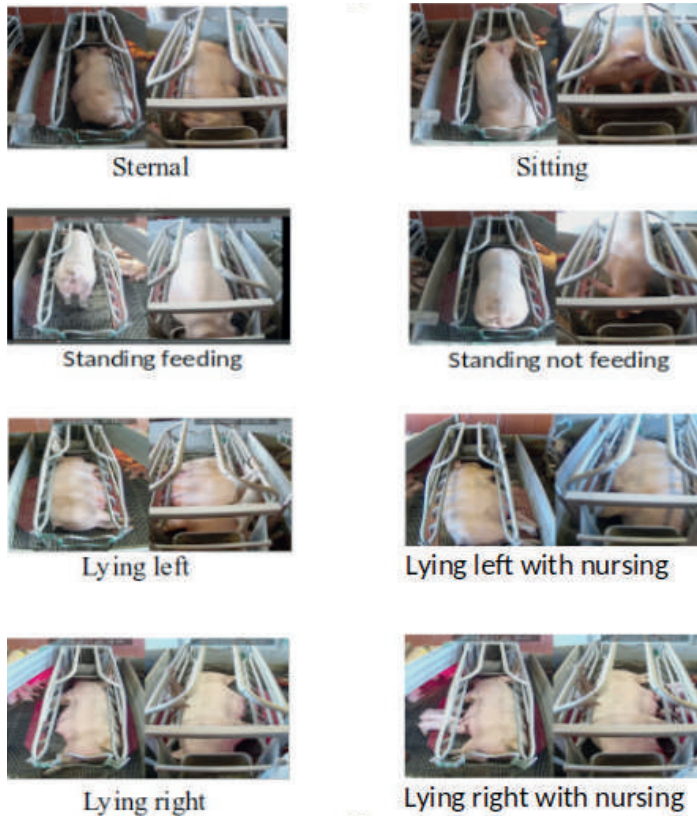 Sternal
Sitting
Standing feeding
Standing not feeding
Lying left
Lying left with nursing
Lying right
Lying right with nursing